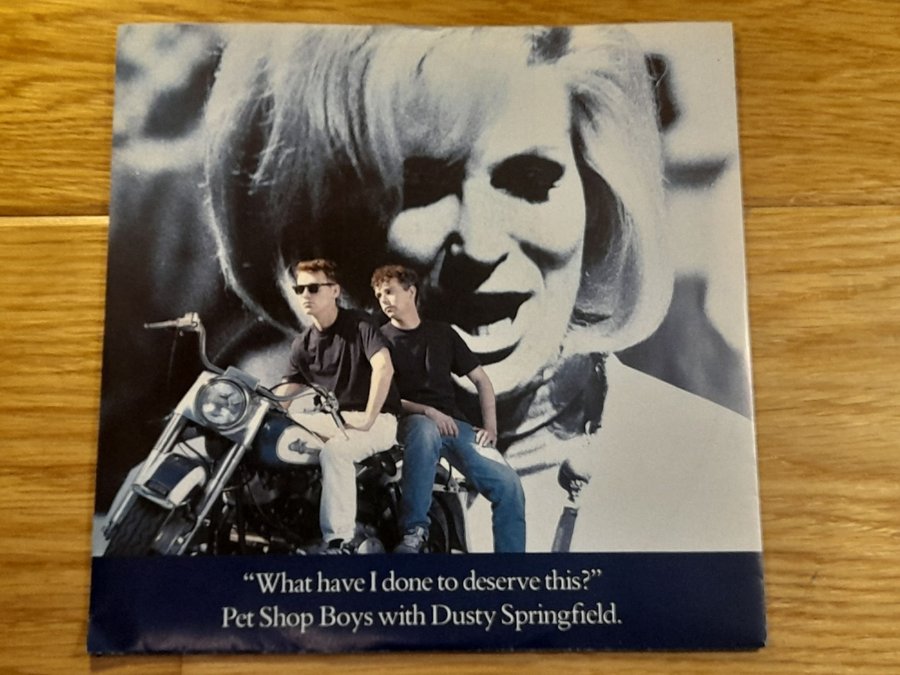 “What have I done to deserve this?”
Pet Shop Boys with Dusty Springfield.